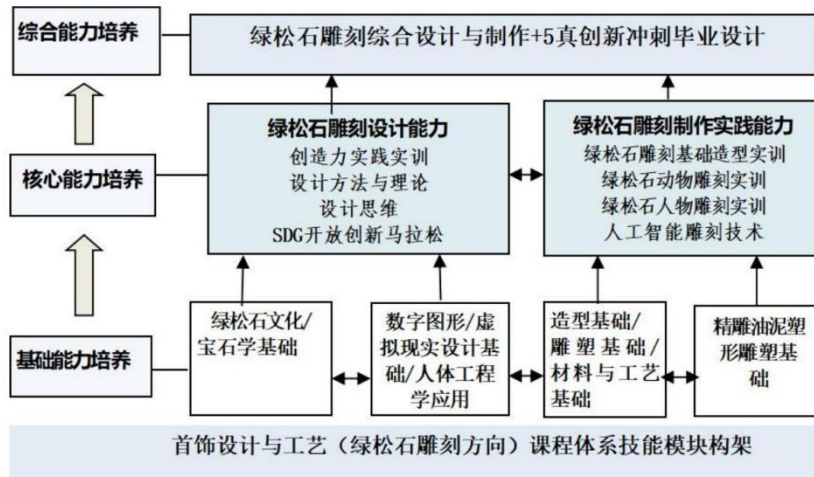 综合能力培养
绿松石雕刻综合设计与制作+5真创新冲刺毕业设计
核心能力培养
绿松石雕刻设计能力
创造力实践实训
设计方法与理论
设计思维
SDG开放创新马拉松
绿松石雕刻制作实践能力
绿松石雕刻基础造型实训
绿松石动物雕刻实训
绿松石人物雕刻实训
人工智能雕刻技术
基础能力培养
绿松石文化/
宝石学基础
数字图形/虚
拟现实设计基
础/人体工程
学应用
造型基础/
雕塑基础/
材料与工艺
基础
精雕油泥塑
形雕塑基
础
首饰设计与工艺（绿松石雕刻方向）课程体系技能模块构架